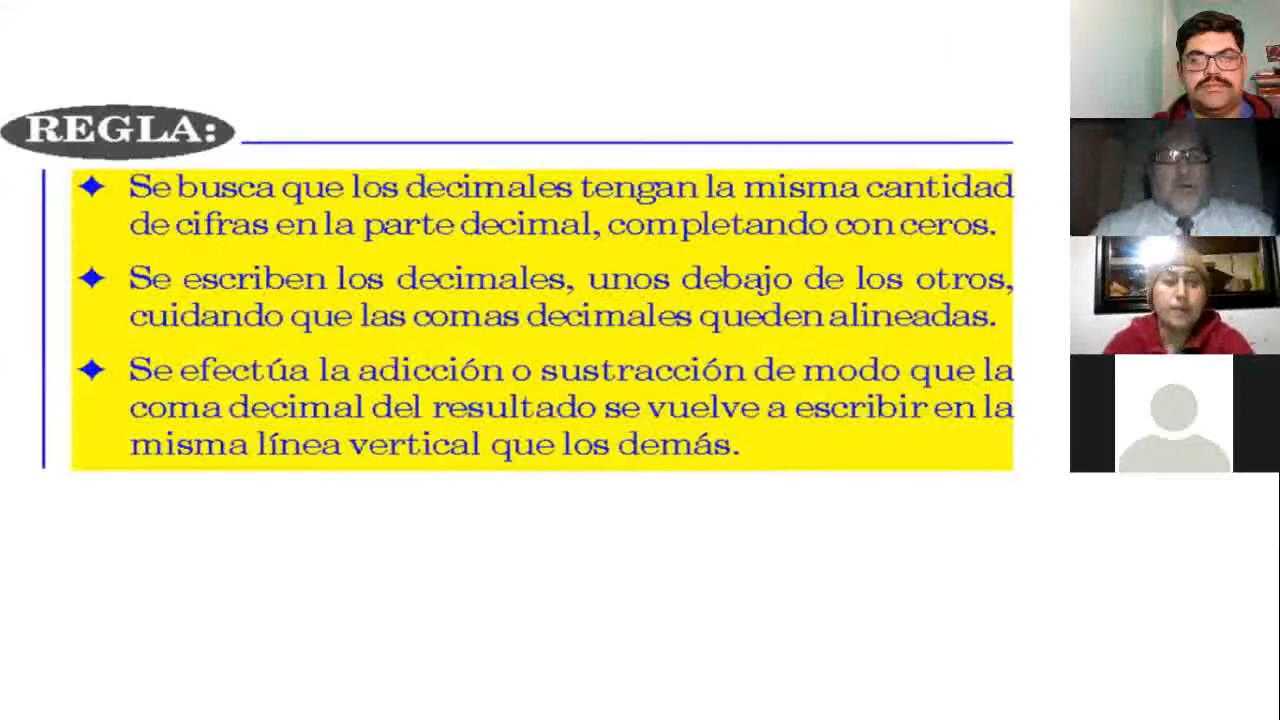 REGLA:
Se busca que los decimales tengan la misma cantidad
de cifras en la parte decimal, completando con ceros.
Se escriben los decimales, unos debajo de los otros,
cuidando que las comas decimales queden alineadas.
Se efectúa la adicción o sustracción de modo que la
coma decimal del resultado se vuelve a escribir en la
misma línea vertical que los demás.